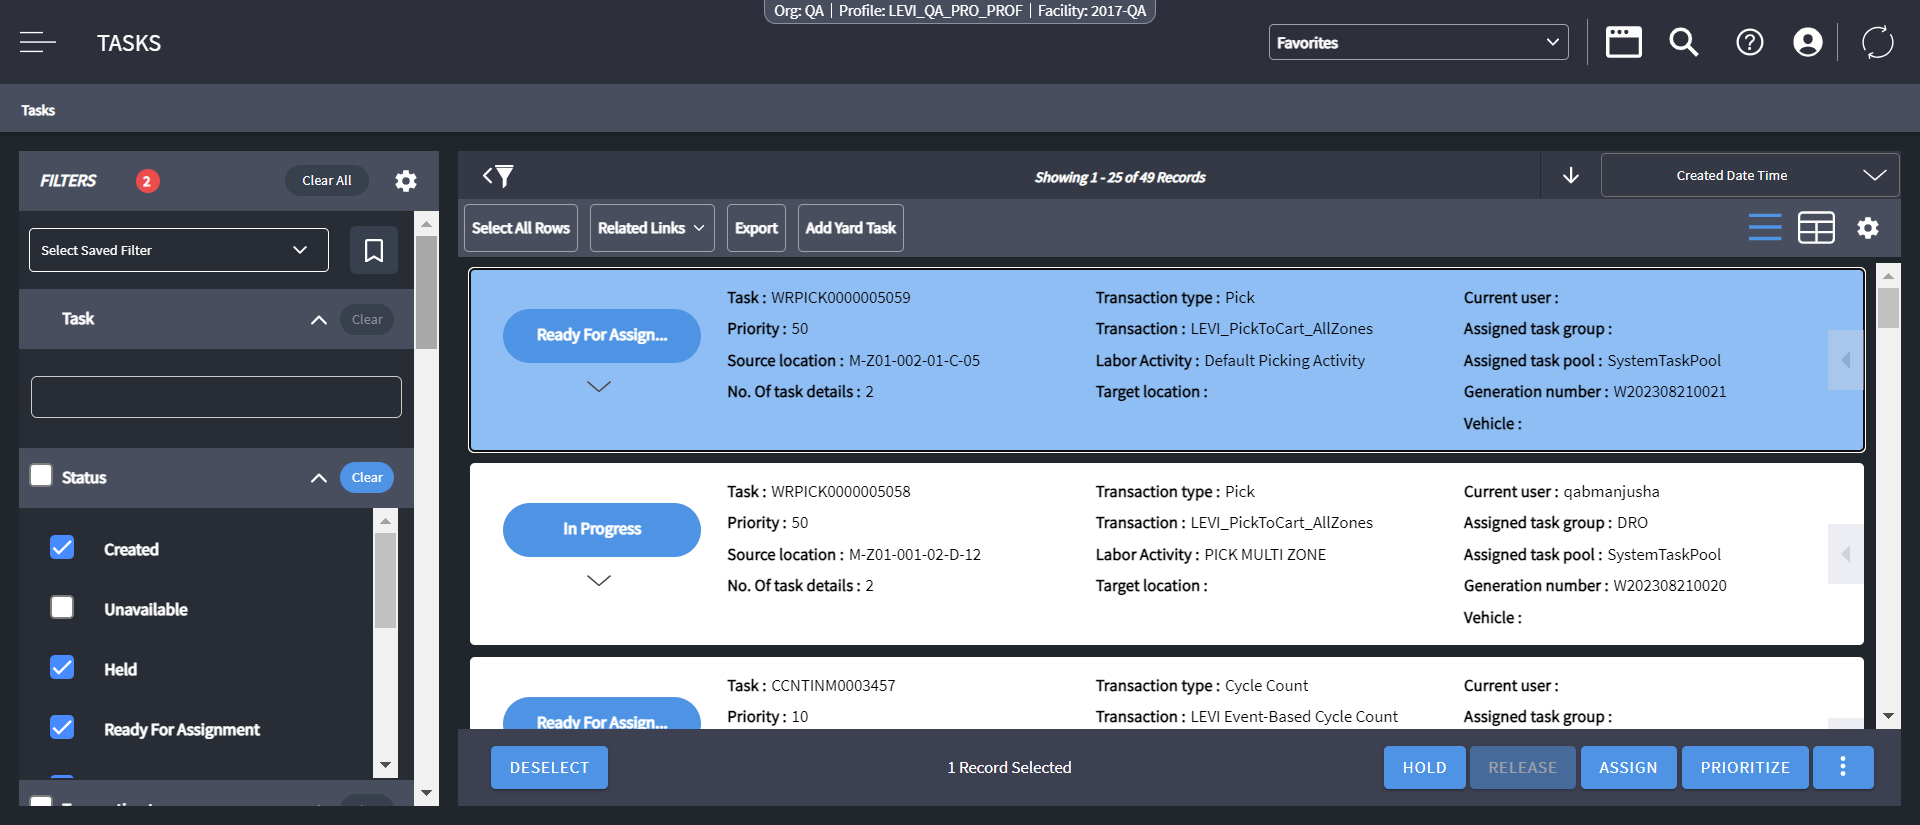 Org: QA | Profile: LEVI_QA_PRO_PROF | Facility: 2017-QA
TASKS
Favorites
Tasks
FILTERS 2 Clear All
Select Saved Filter
Task Clear
Status Clear
Created
Unavailable
Held
Ready For Assignment
Showing 1 - 25 of 49 Records
Created Date Time
Select All Rows Related Links Export Add Yard Task
Ready For Assign...
Task : WRPICK0000005059
Priority : 50
Source location : M-Z01-002-01-C-05
No. Of task details : 2
Transaction type : Pick
Transaction : LEVI_PickToCart_AllZones
Labor Activity : Default Picking Activity
Target location :
Current user :
Assigned task group :
Assigned task pool : SystemTaskPool
Generation number : W202308210021
Vehicle :
In Progress
Task : WRPICK0000005058
Priority : 50
Source location : M-Z01-001-02-D-12
No. Of task details : 2
Transaction type : Pick
Transaction : LEVI_PickToCart_AllZones
Labor Activity : PICK MULTI ZONE
Target location :
Current user : qabmanjusha
Assigned task group : DRO
Assigned task pool : SystemTaskPool
Generation number : W202308210020
Vehicle :
Ready For Assign...
Task : CCNTINM0003457
Priority : 10
Transaction type : Cycle Count
Transaction : LEVI Event-Based Cycle Count
Current user :
Assigned task group :
DESELECT
1 Record Selected
HOLD RELEASE ASSIGN PRIORITIZE